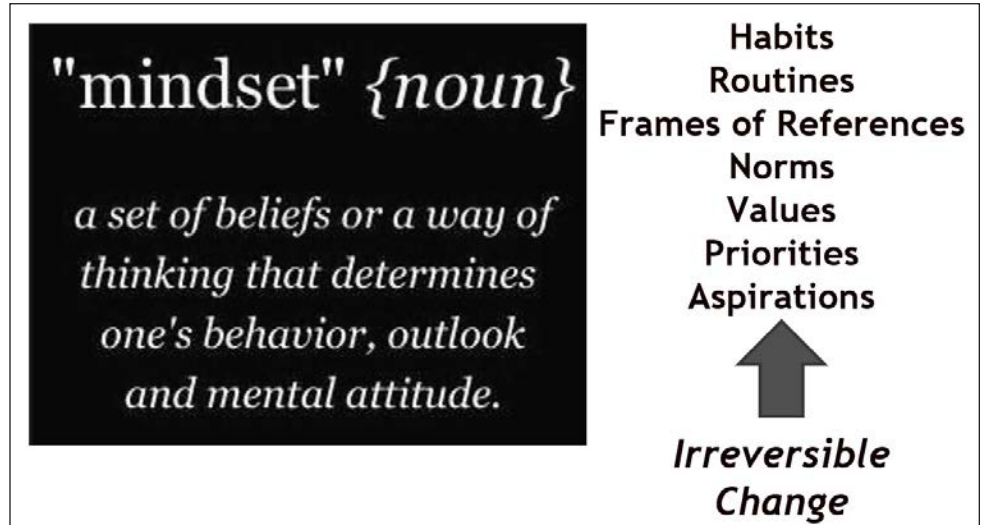 "mindset" {noun}
a set of beliefs or a way of
thinking that determines
one's behavior, outlook
and mental attitude.
Habits
Routines
Frames of References
Norms
Values
Priorities
Aspirations
Irreversible
Change